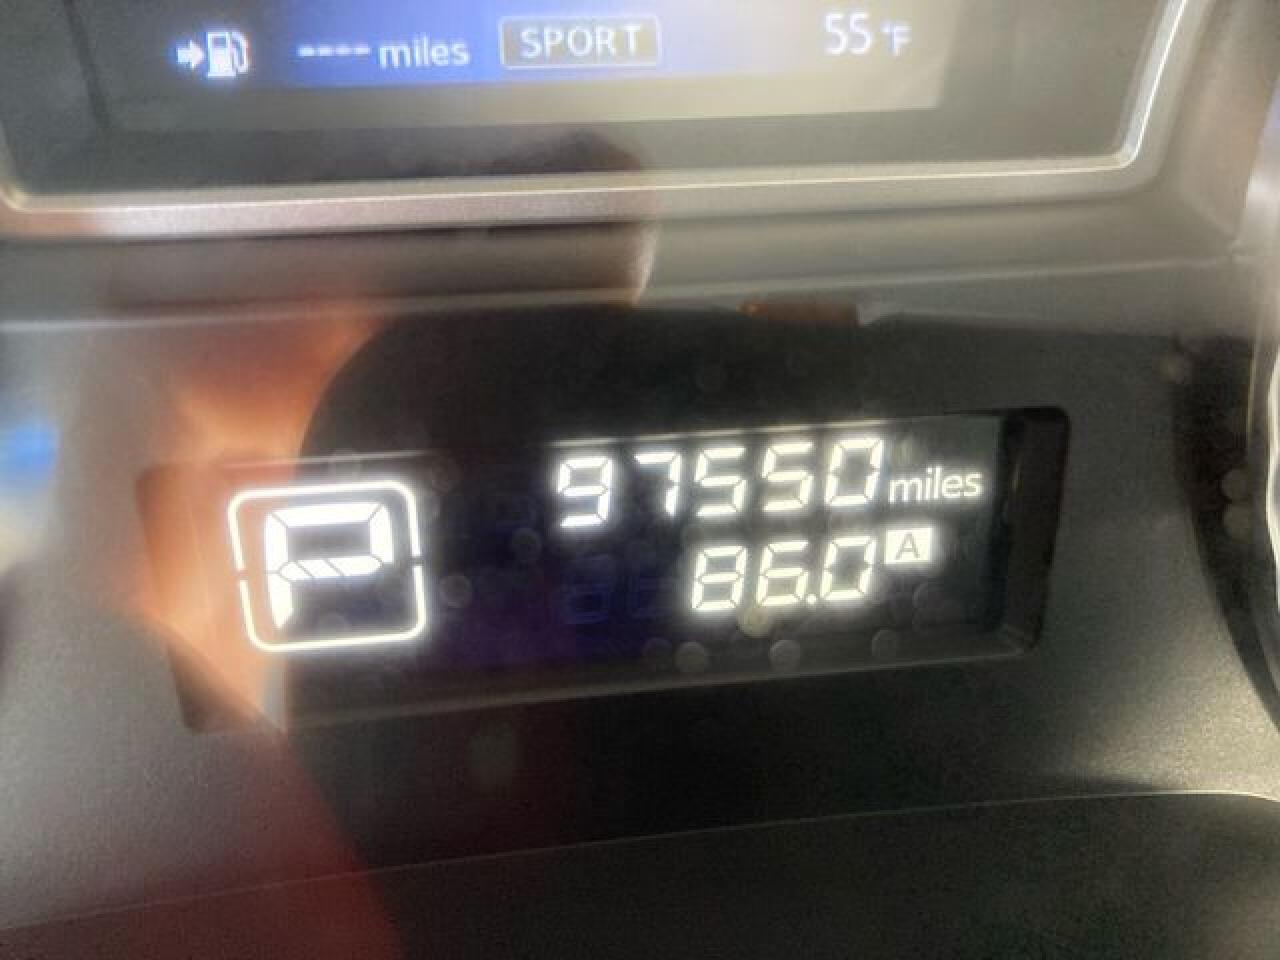 ---- miles SPORT 55 °F
97550 miles
P
86.0 A